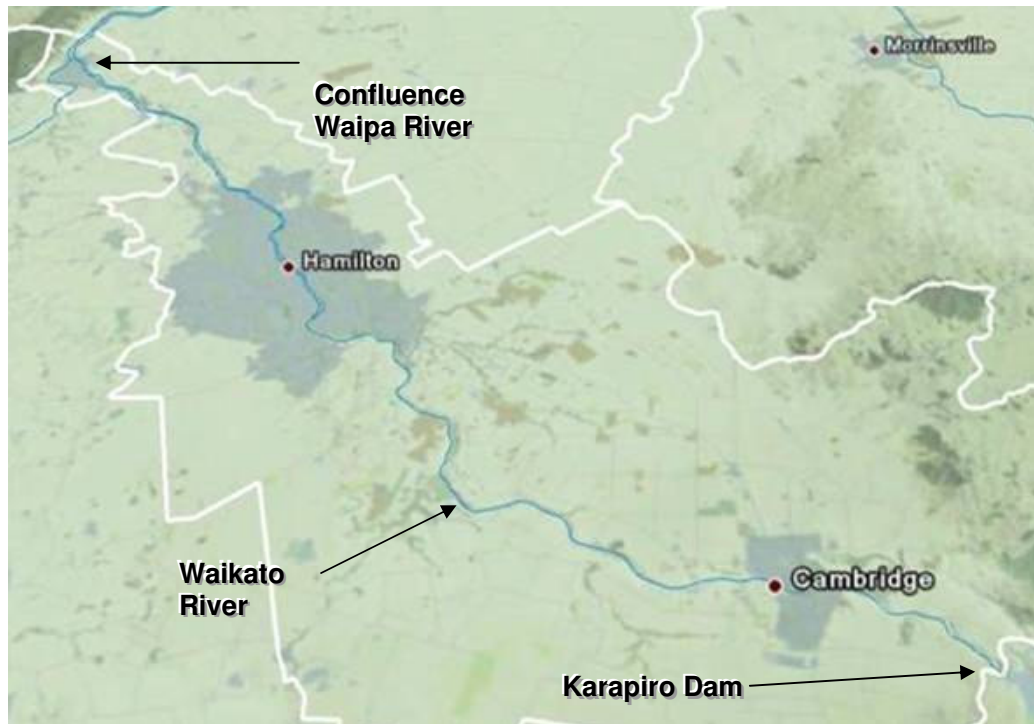 Morrinsville
Confluence
Waipa River
Hamilton
Waikato
River
Cambridge
Karapiro Dam